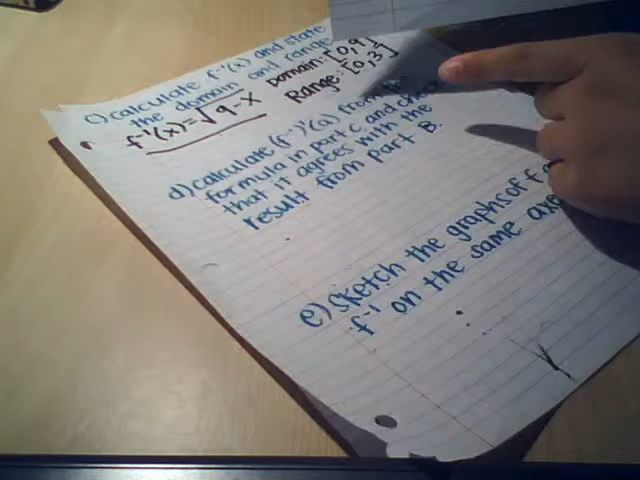 c) calculate f⁻¹(x) and state
the domain and range
f⁻¹(x)=√9-x
Domain: [0,9]
Range: [0,3]
d) calculate (f⁻¹)'(a) from
formula in part C and check
that it agrees with the
result from part B.
e) sketch the graphs of f
f⁻¹ on the same axe